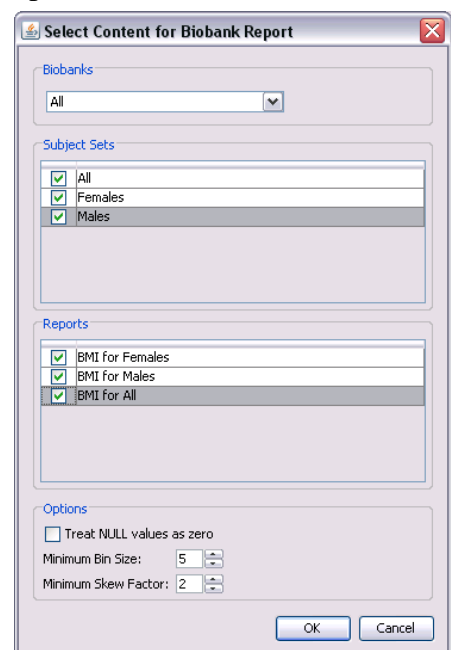 Select Content for Biobank Report
Biobanks
All
Subject Sets
All
Females
Males
Reports
BMI for Females
BMI for Males
BMI for All
Options
Treat NULL values as zero
Minimum Bin Size: 5
Minimum Skew Factor: 2
OK Cancel